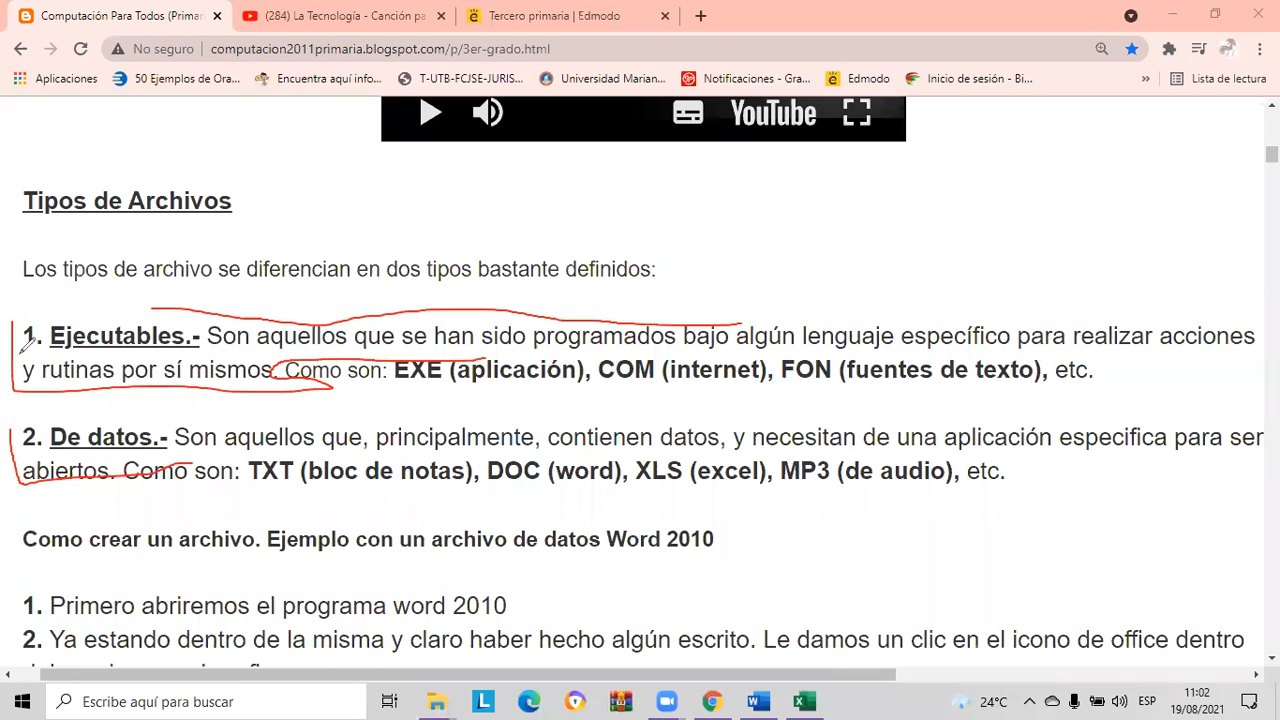 Computación Para Todos (Primar
(284) La Tecnología - Canción pa
Tercero primaria | Edmodo
No seguro
computacion2011primaria.blogspot.com/p/3er-grado.html
Aplicaciones
50 Ejemplos de Ora...
Encuentra aquí info...
T-UTB-FCJSE-JURIS...
Universidad Marian...
Notificaciones - Gra...
Edmodo
Inicio de sesión - Bi...
»
Lista de lectura
YouTube
Tipos de Archivos
Los tipos de archivo se diferencian en dos tipos bastante definidos:
1. Ejecutables.- Son aquellos que se han sido programados bajo algún lenguaje específico para realizar acciones
y rutinas por sí mismos. Como son: EXE (aplicación), COM (internet), FON (fuentes de texto), etc.
2. De datos.- Son aquellos que, principalmente, contienen datos, y necesitan de una aplicación especifica para ser
abiertos. Como son: TXT (bloc de notas), DOC (word), XLS (excel), MP3 (de audio), etc.
Como crear un archivo. Ejemplo con un archivo de datos Word 2010
1. Primero abriremos el programa word 2010
2. Ya estando dentro de la misma y claro haber hecho algún escrito. Le damos un clic en el icono de office dentro
Escribe aquí para buscar
24°C
ESP
11:02
19/08/2021